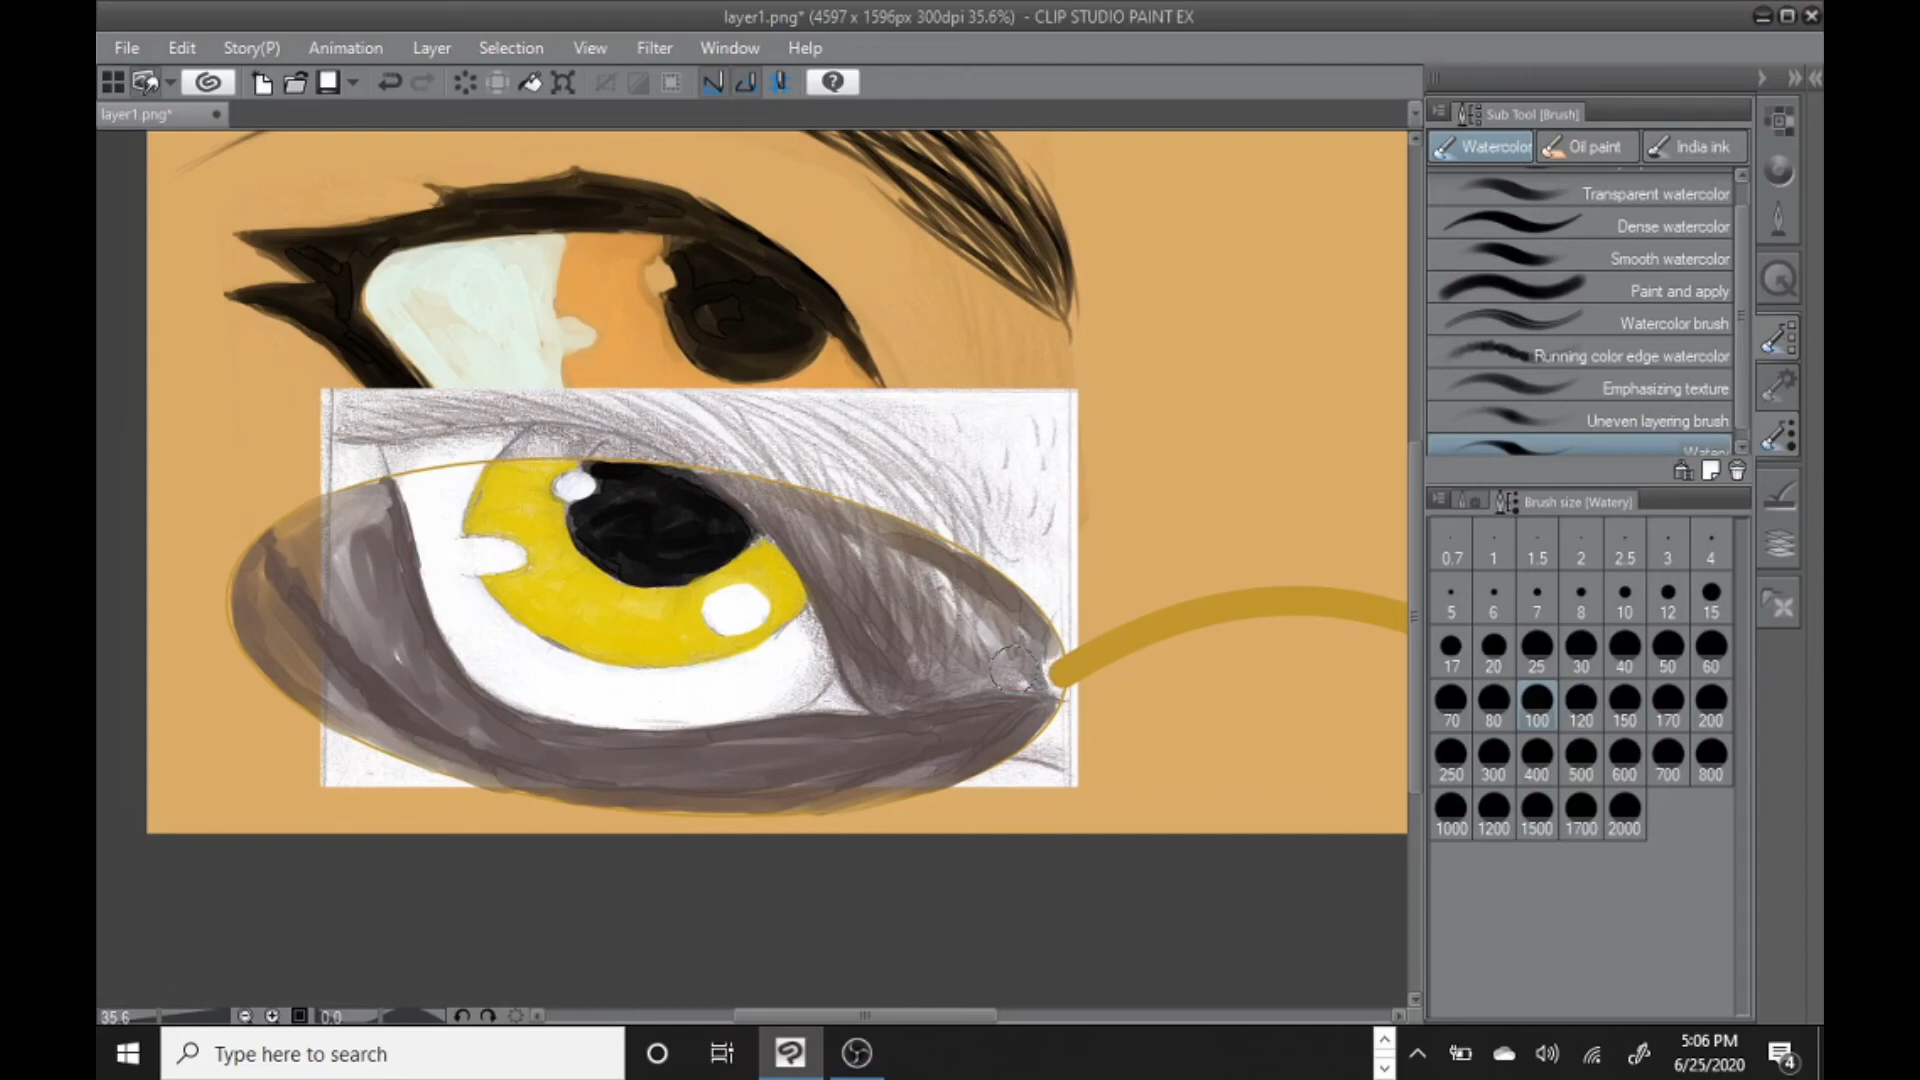 layer1.png* (4597 x 1596px 300dpi 35.6%) - CLIP STUDIO PAINT EX
File Edit Story(P) Animation Layer Selection View Filter Window Help
layer1.png*
Sub Tool [Brush]
Watercolor Oil paint India ink
Transparent watercolor
Dense watercolor
Smooth watercolor
Paint and apply
Watercolor brush
Running color edge watercolor
Emphasizing texture
Uneven layering brush
Watery
Brush size [Watery]
0.7 1 1.5 2 2.5 3 4
5 6 7 8 10 12 15
17 20 25 30 40 50 60
70 80 100 120 150 170 200
250 300 400 500 600 700 800
1000 1200 1500 1700 2000
35.6 0.0
Type here to search
5:06 PM
6/25/2020
4